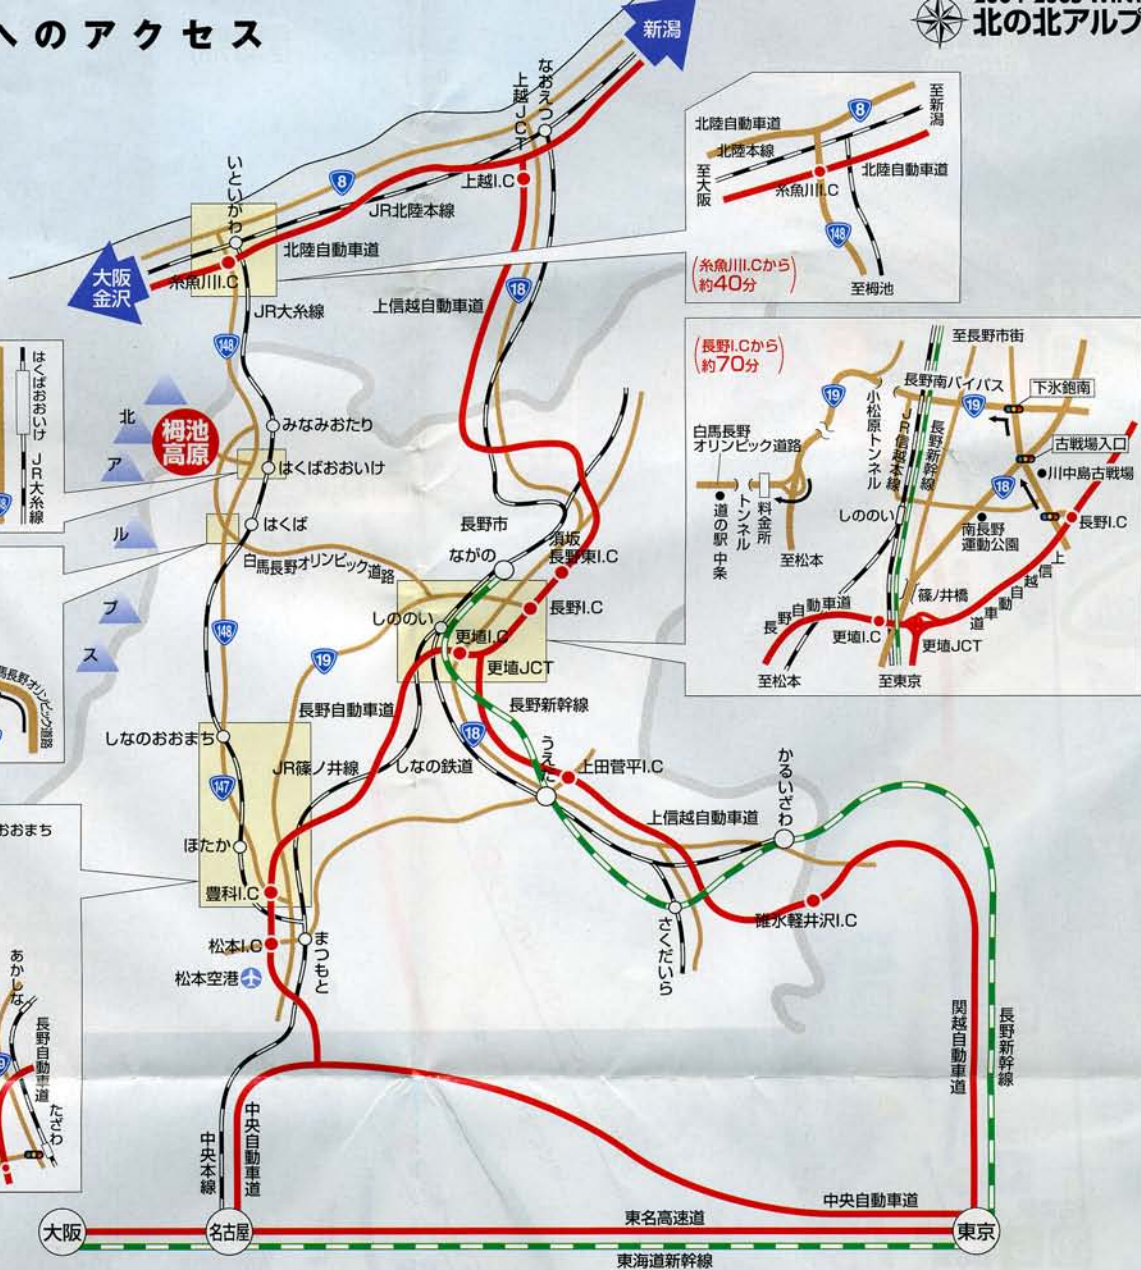 へのアクセス
北の北アルプ
新潟
なおえつ
上越JCT
いといがわ
8
上越I.C
JR北陸本線
北陸自動車道
大阪
金沢
糸魚川I.C
JR大糸線
上信越自動車道
18
148
北陸自動車道
8
至新潟
北陸本線
至大阪
糸魚川I.C
北陸自動車道
148
(糸魚川I.Cから
約40分)
至栂池
はくばおおいけ
JR大糸線
北アルプス
栂池
高原
みなみおたり
はくばおおいけ
はくば
白馬長野オリンピック道路
長野市
ながの
須坂
長野東I.C
長野I.C
しののい
更埴I.C
更埴JCT
148
19
長野自動車道
長野新幹線
18
(長野I.Cから
約70分)
至長野市街
長野南バイパス
19
19
下氷鉋南
小松原トンネル
JR信越本線
長野新幹線
白馬長野
オリンピック道路
古戦場入口
川中島古戦場
18
道の駅 中条
トンネル
料金所
しののい
南長野
運動公園
長野I.C
至松本
篠ノ井橋
上信越自動車道
長野自動車道
更埴I.C
更埴JCT
至松本
至東京
馬長野オリンピック道路
しなのおおまち
JR篠ノ井線
しなの鉄道
うえだ
上田菅平I.C
かるいざわ
147
上信越自動車道
ほたか
豊科I.C
碓氷軽井沢I.C
さくだいら
松本I.C
まつもと
松本空港
おおまち
あかしな
長野自動車道
たざわ
関越自動車道
長野新幹線
中央本線
中央自動車道
中央自動車道
大阪
名古屋
東名高速道
東京
東海道新幹線